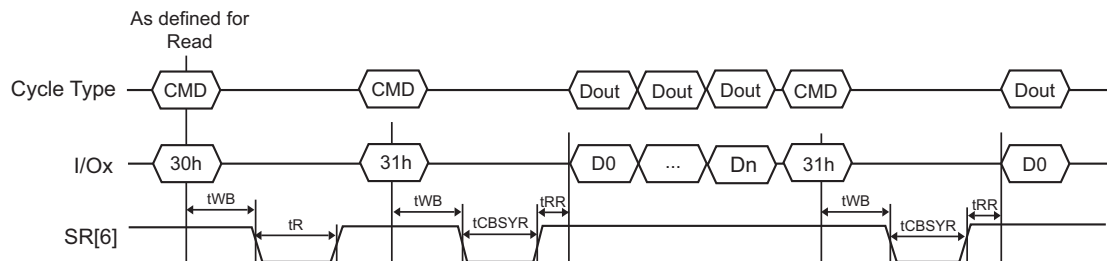 As defined for
Read
Cycle Type CMD CMD Dout Dout Dout CMD Dout
I/Ox 30h 31h D0 ... Dn 31h D0
tWB tR tWB tCBSYR tRR tWB tCBSYR tRR
SR[6]